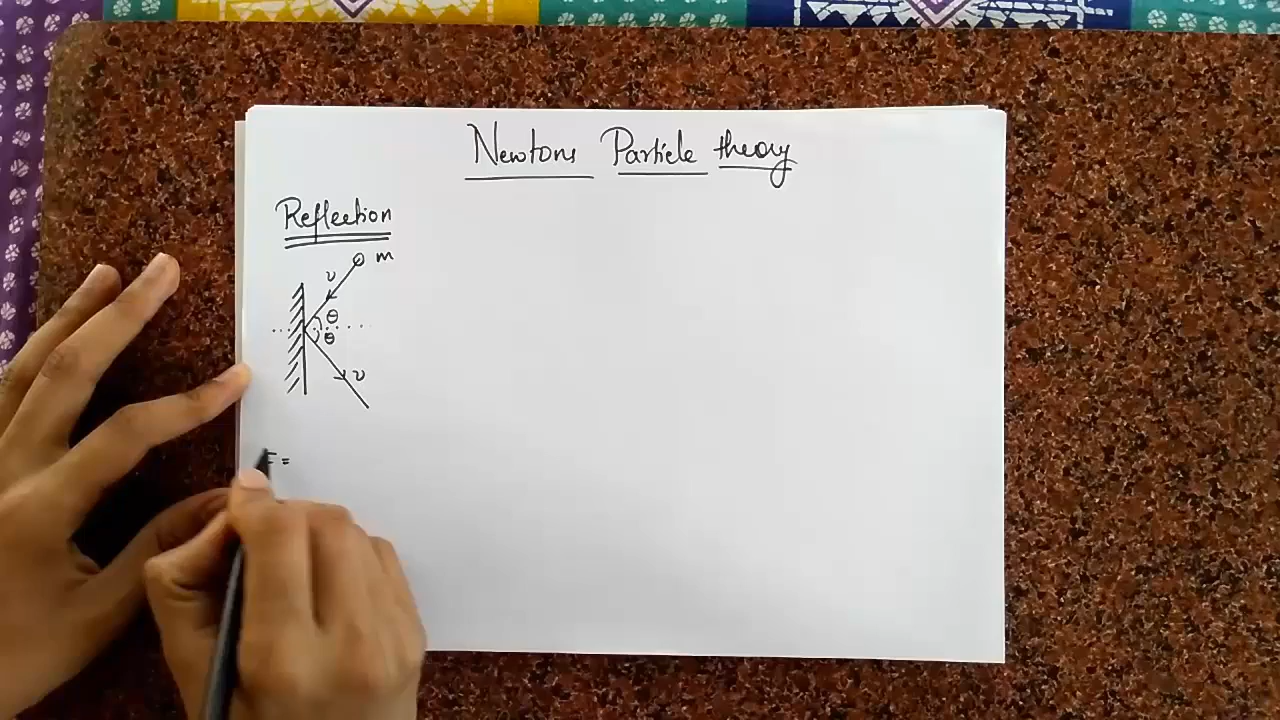 Newtons Particle theory
Reflection
m
v
θ
θ
v
=